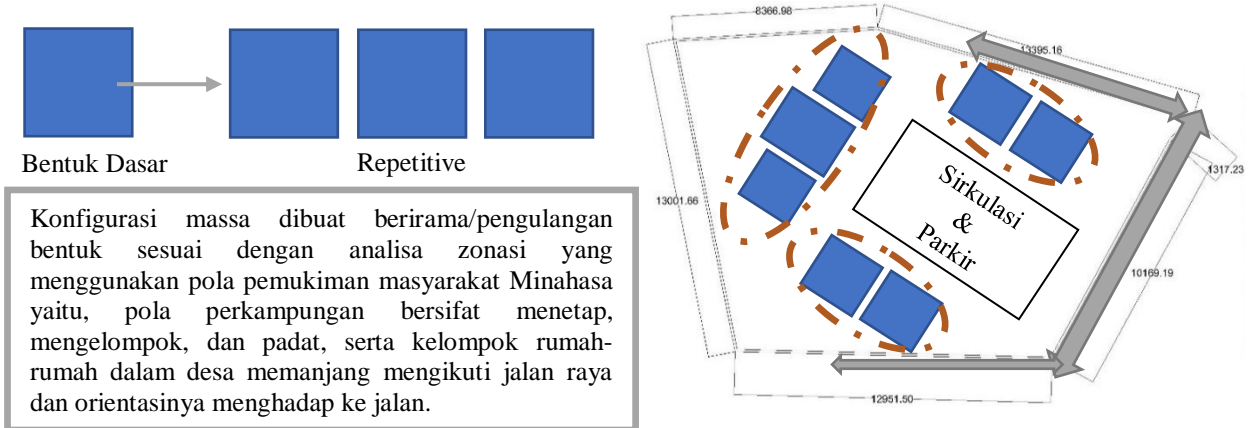 Bentuk Dasar
Repetitive
Konfigurasi massa dibuat berirama/pengulangan
bentuk sesuai dengan analisa zonasi yang
menggunakan pola pemukiman masyarakat Minahasa
yaitu, pola perkampungan bersifat menetap,
mengelompok, dan padat, serta kelompok rumah-
rumah dalam desa memanjang mengikuti jalan raya
dan orientasinya menghadap ke jalan.
8366.98
13395.16
1317.23
13001.66
Sirkulasi
&
Parkir
10169.19
12951.50